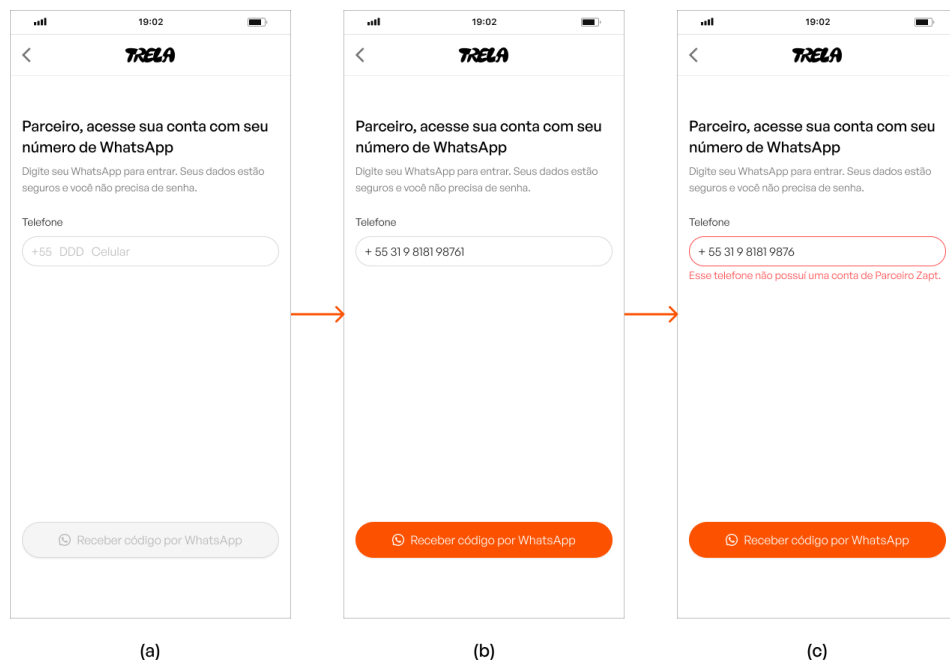 19:02
TRELA
Parceiro, acesse sua conta com seu
número de WhatsApp
Digite seu WhatsApp para entrar. Seus dados estão
seguros e você não precisa de senha.
Telefone
+55 DDD Celular
Receber código por WhatsApp
(a)
19:02
TRELA
Parceiro, acesse sua conta com seu
número de WhatsApp
Digite seu WhatsApp para entrar. Seus dados estão
seguros e você não precisa de senha.
Telefone
+ 55 31 9 8181 98761
Receber código por WhatsApp
(b)
19:02
TRELA
Parceiro, acesse sua conta com seu
número de WhatsApp
Digite seu WhatsApp para entrar. Seus dados estão
seguros e você não precisa de senha.
Telefone
+ 55 31 9 8181 9876
Esse telefone não possuí uma conta de Parceiro Zapt.
Receber código por WhatsApp
(c)